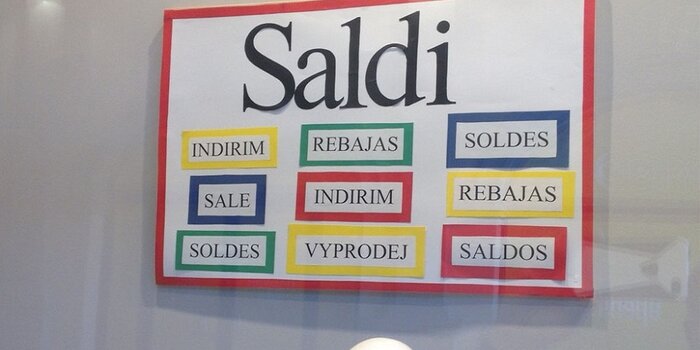 Saldi
INDIRIM REBAJAS SOLDES
SALE INDIRIM REBAJAS
SOLDES VYPRODEJ SALDOS